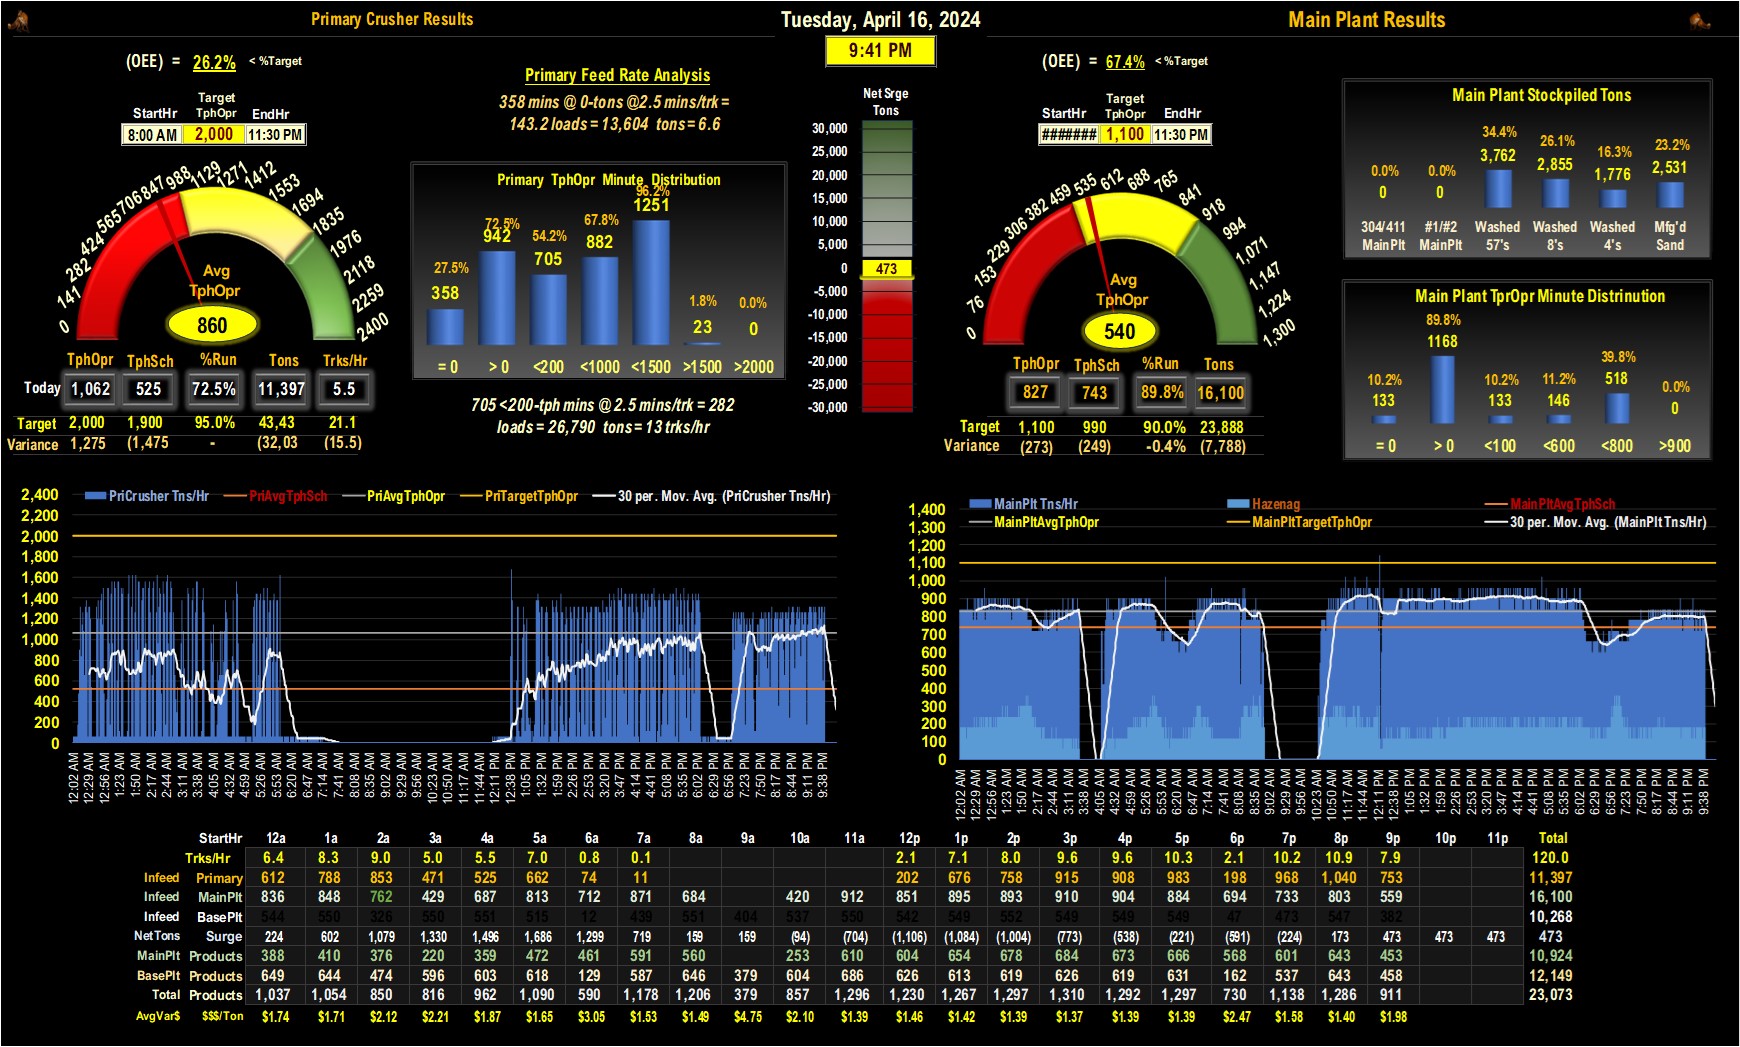 Primary Crusher Results
Tuesday, April 16, 2024
Main Plant Results
9:41 PM
(OEE) = 26.2% < %Target
StartHr Target TphOpr EndHr
8:00 AM 2,000 11:30 PM
0 141 282 424 565 706 847 988 1129 1271 1412 1553 1694 1835 1976 2118 2259 2400
Avg
TphOpr
860
TphOpr TphSch %Run Tons Trks/Hr
Today 1,062 525 72.5% 11,397 5.5
Target 2,000 1,900 95.0% 43,43 21.1
Variance 1,275 (1,475 - (32,03 (15.5)
Primary Feed Rate Analysis
358 mins @ 0-tons @2.5 mins/trk =
143.2 loads = 13,604 tons = 6.6
Primary TphOpr Minute Distribution
27.5% 72.5% 54.2% 67.8% 96.2% 1.8% 0.0%
358 942 705 882 1251 23 0
= 0 > 0 <200 <1000 <1500 >1500 >2000
705 <200-tph mins @ 2.5 mins/trk = 282
loads = 26,790 tons = 13 trks/hr
Net Srge
Tons
30,000
25,000
20,000
15,000
10,000
5,000
0 473
-5,000
-10,000
-15,000
-20,000
-25,000
-30,000
(OEE) = 67.4% < %Target
StartHr Target TphOpr EndHr
####### 1,100 11:30 PM
0 76 153 229 306 382 459 535 612 688 765 841 918 994 1,071 1,147 1,224 1,300
Avg
TphOpr
540
TphOpr TphSch %Run Tons
827 743 89.8% 16,100
Target 1,100 990 90.0% 23,888
Variance (273) (249) -0.4% (7,788)
Main Plant Stockpiled Tons
0.0% 0.0% 34.4% 26.1% 16.3% 23.2%
0 0 3,762 2,855 1,776 2,531
304/411 #1/#2 Washed Washed Washed Mfg'd
MainPlt MainPlt 57's 8's 4's Sand
Main Plant TprOpr Minute Distrinution
10.2% 89.8% 10.2% 11.2% 39.8% 0.0%
133 1168 133 146 518 0
= 0 > 0 <100 <600 <800 >900
PriCrusher Tns/Hr PriAvgTphSch PriAvgTphOpr PriTargetTphOpr 30 per. Mov. Avg. (PriCrusher Tns/Hr)
2,400
2,200
2,000
1,800
1,600
1,400
1,200
1,000
800
600
400
200
0
12:02 AM 12:29 AM 12:56 AM 1:23 AM 1:50 AM 2:17 AM 2:44 AM 3:11 AM 3:38 AM 4:05 AM 4:32 AM 4:59 AM 5:26 AM 5:53 AM 6:20 AM 6:47 AM 7:14 AM 7:41 AM 8:08 AM 8:35 AM 9:02 AM 9:29 AM 9:56 AM 10:23 AM 10:50 AM 11:17 AM 11:44 AM 12:11 PM 12:38 PM 1:05 PM 1:32 PM 1:59 PM 2:26 PM 2:53 PM 3:20 PM 3:47 PM 4:14 PM 4:41 PM 5:08 PM 5:35 PM 6:02 PM 6:29 PM 6:56 PM 7:23 PM 7:50 PM 8:17 PM 8:44 PM 9:11 PM 9:38 PM
MainPlt Tns/Hr Hazenag MainPltAvgTphSch
MainPltAvgTphOpr MainPltTargetTphOpr 30 per. Mov. Avg. (MainPlt Tns/Hr)
1,400
1,300
1,200
1,100
1,000
900
800
700
600
500
400
300
200
100
0
12:02 AM 12:29 AM 12:56 AM 1:23 AM 1:50 AM 2:17 AM 2:44 AM 3:11 AM 3:38 AM 4:05 AM 4:32 AM 4:59 AM 5:26 AM 5:53 AM 6:20 AM 6:47 AM 7:14 AM 7:41 AM 8:08 AM 8:35 AM 9:02 AM 9:29 AM 9:56 AM 10:23 AM 10:50 AM 11:17 AM 11:44 AM 12:11 PM 12:38 PM 1:05 PM 1:32 PM 1:59 PM 2:26 PM 2:53 PM 3:20 PM 3:47 PM 4:14 PM 4:41 PM 5:08 PM 5:35 PM 6:02 PM 6:29 PM 6:56 PM 7:23 PM 7:50 PM 8:17 PM 8:44 PM 9:11 PM 9:38 PM
StartHr 12a 1a 2a 3a 4a 5a 6a 7a 8a 9a 10a 11a 12p 1p 2p 3p 4p 5p 6p 7p 8p 9p 10p 11p Total
Trks/Hr 6.4 8.3 9.0 5.0 5.5 7.0 0.8 0.1 2.1 7.1 8.0 9.6 9.6 10.3 2.1 10.2 10.9 7.9 120.0
Infeed Primary 612 788 853 471 525 662 74 11 202 676 758 915 908 983 198 968 1,040 753 11,397
Infeed MainPlt 836 848 762 429 687 813 712 871 684 420 912 851 895 893 910 904 884 694 733 803 559 16,100
Infeed BasePlt 544 550 326 550 551 515 12 439 551 404 537 550 542 549 552 549 549 549 47 473 547 382 10,268
NetTons Surge 224 602 1,079 1,330 1,496 1,686 1,299 719 159 159 (94) (704) (1,106) (1,084) (1,004) (773) (538) (221) (591) (224) 173 473 473 473 473
MainPlt Products 388 410 376 220 359 472 461 591 560 253 610 604 654 678 684 673 666 568 601 643 453 10,924
BasePlt Products 649 644 474 596 603 618 129 587 646 379 604 686 626 613 619 626 619 631 162 537 643 458 12,149
Total Products 1,037 1,054 850 816 962 1,090 590 1,178 1,206 379 857 1,296 1,230 1,267 1,297 1,310 1,292 1,297 730 1,138 1,286 911 23,073
AvgVar$ $$$/Ton $1.74 $1.71 $2.12 $2.21 $1.87 $1.65 $3.05 $1.53 $1.49 $4.75 $2.10 $1.39 $1.46 $1.42 $1.39 $1.37 $1.39 $1.39 $2.47 $1.58 $1.40 $1.98